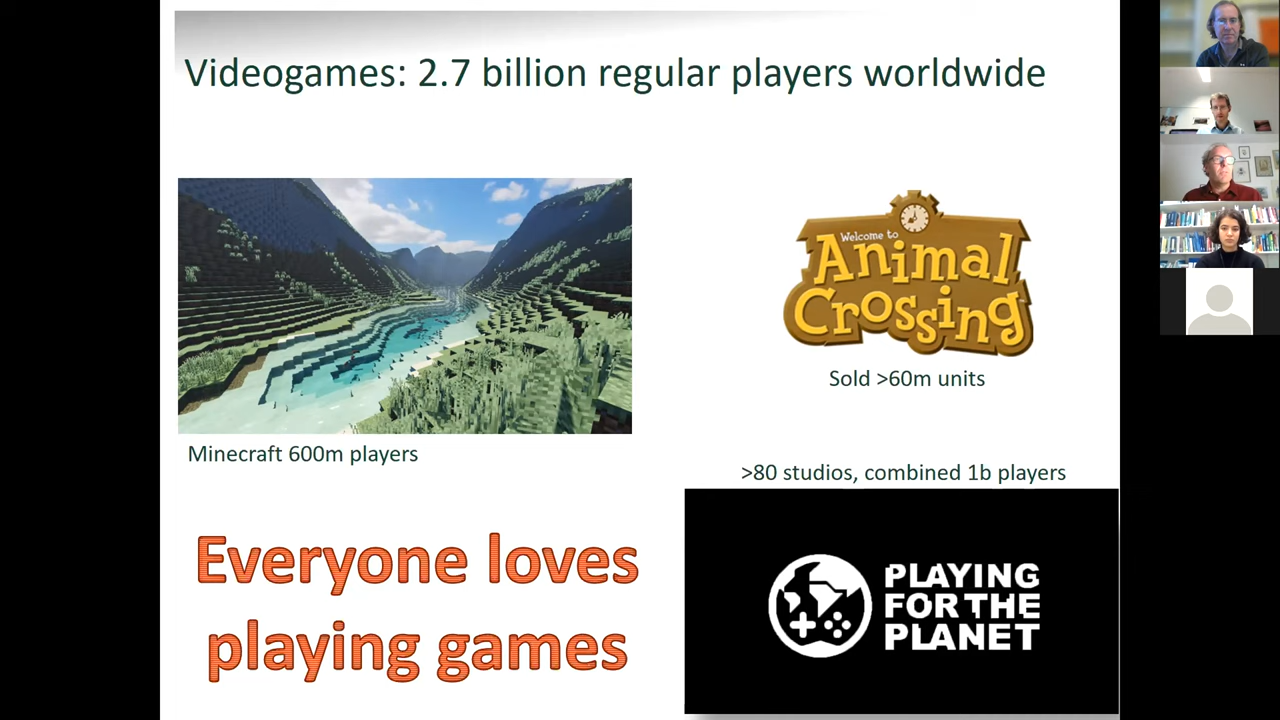 Videogames: 2.7 billion regular players worldwide
Welcome to
Animal
Crossing
Sold >60m units
Minecraft 600m players
>80 studios, combined 1b players
Everyone loves
playing games
PLAYING
FOR THE
PLANET